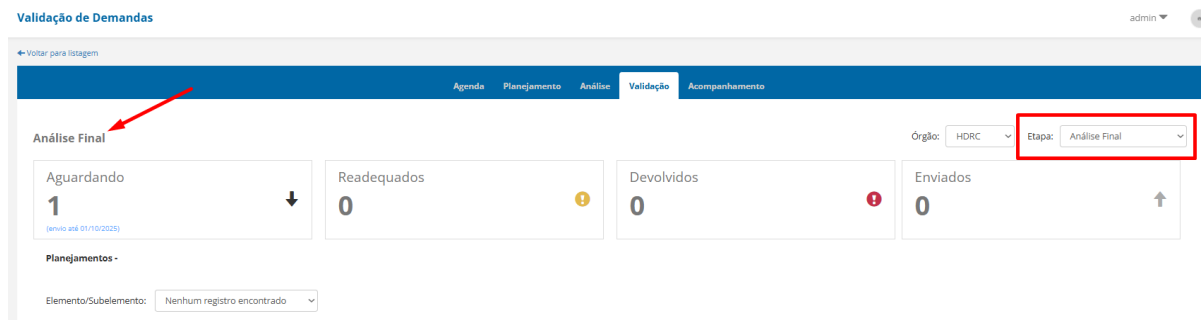 Validação de Demandas
admin
Voltar para listagem
Agenda Planejamento Análise Validação Acompanhamento
Análise Final
Órgão: HDRC Etapa: Análise Final
Aguardando Readequados Devolvidos Enviados
1 0 0 0
(envio até 01/10/2025)
Planejamentos -
Elemento/Subelemento: Nenhum registro encontrado